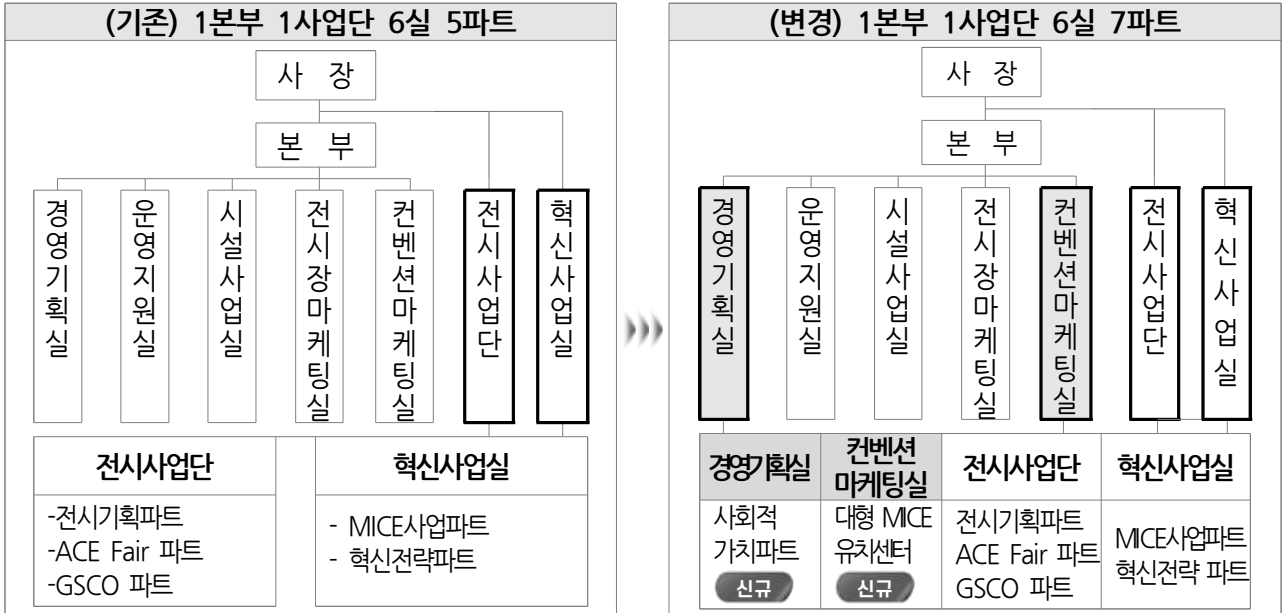 (기존) 1본부 1사업단 6실 5파트
사 장
본 부
경영기획실
운영지원실
시설사업실
전시장마케팅실
컨벤션마케팅실
전시사업단
혁신사업실
전시사업단
-전시기획파트
-ACE Fair 파트
-GSCO 파트
혁신사업실
- MICE사업파트
- 혁신전략파트
(변경) 1본부 1사업단 6실 7파트
사 장
본 부
경영기획실
운영지원실
시설사업실
전시장마케팅실
컨벤션마케팅실
전시사업단
혁신사업실
경영기획실
사회적
가치파트
신규
컨벤션
마케팅실
대형 MICE
유치센터
신규
전시사업단
전시기획파트
ACE Fair 파트
GSCO 파트
혁신사업실
MICE사업파트
혁신전략 파트